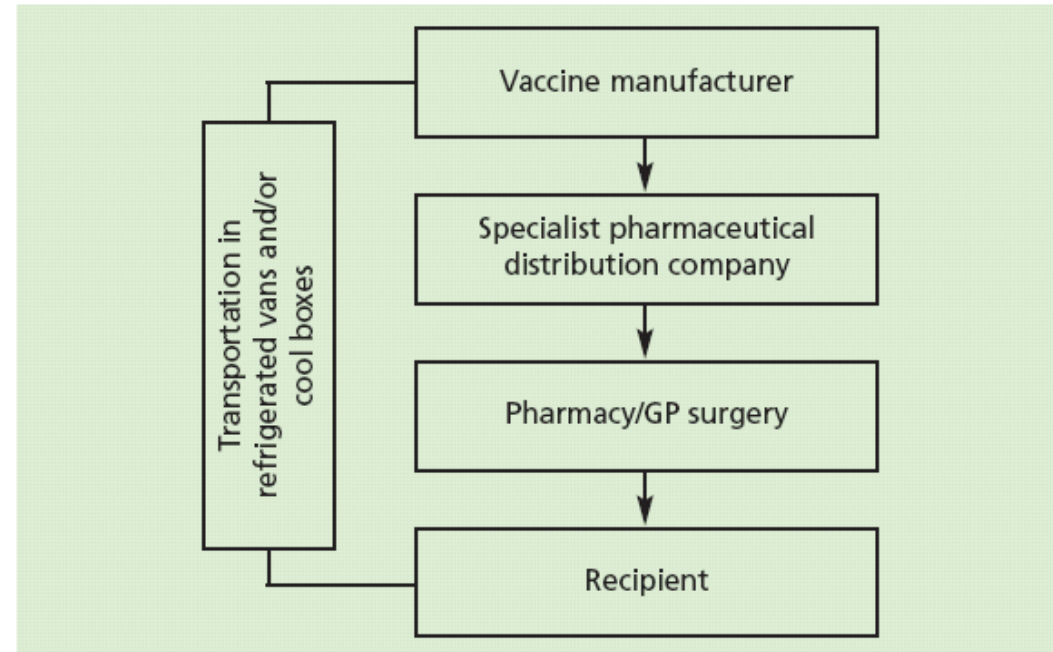 Vaccine manufacturer
Specialist pharmaceutical
distribution company
Pharmacy/GP surgery
Recipient
Transportation in
refrigerated vans and/or
cool boxes